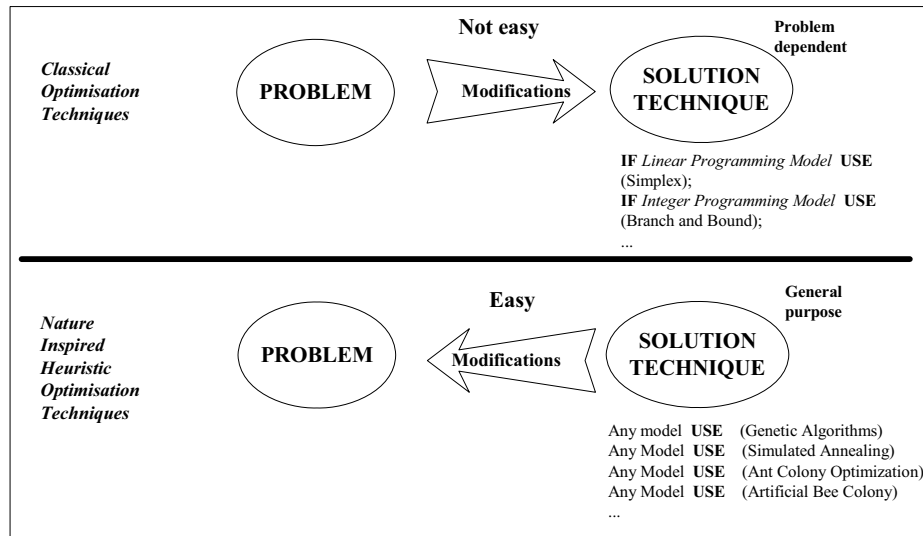 Classical
Optimisation
Techniques
PROBLEM
Not easy
Modifications
Problem
dependent
SOLUTION
TECHNIQUE
IF Linear Programming Model USE
(Simplex);
IF Integer Programming Model USE
(Branch and Bound);
...
Nature
Inspired
Heuristic
Optimisation
Techniques
PROBLEM
Easy
Modifications
General
purpose
SOLUTION
TECHNIQUE
Any model USE (Genetic Algorithms)
Any Model USE (Simulated Annealing)
Any Model USE (Ant Colony Optimization)
Any Model USE (Artificial Bee Colony)
...